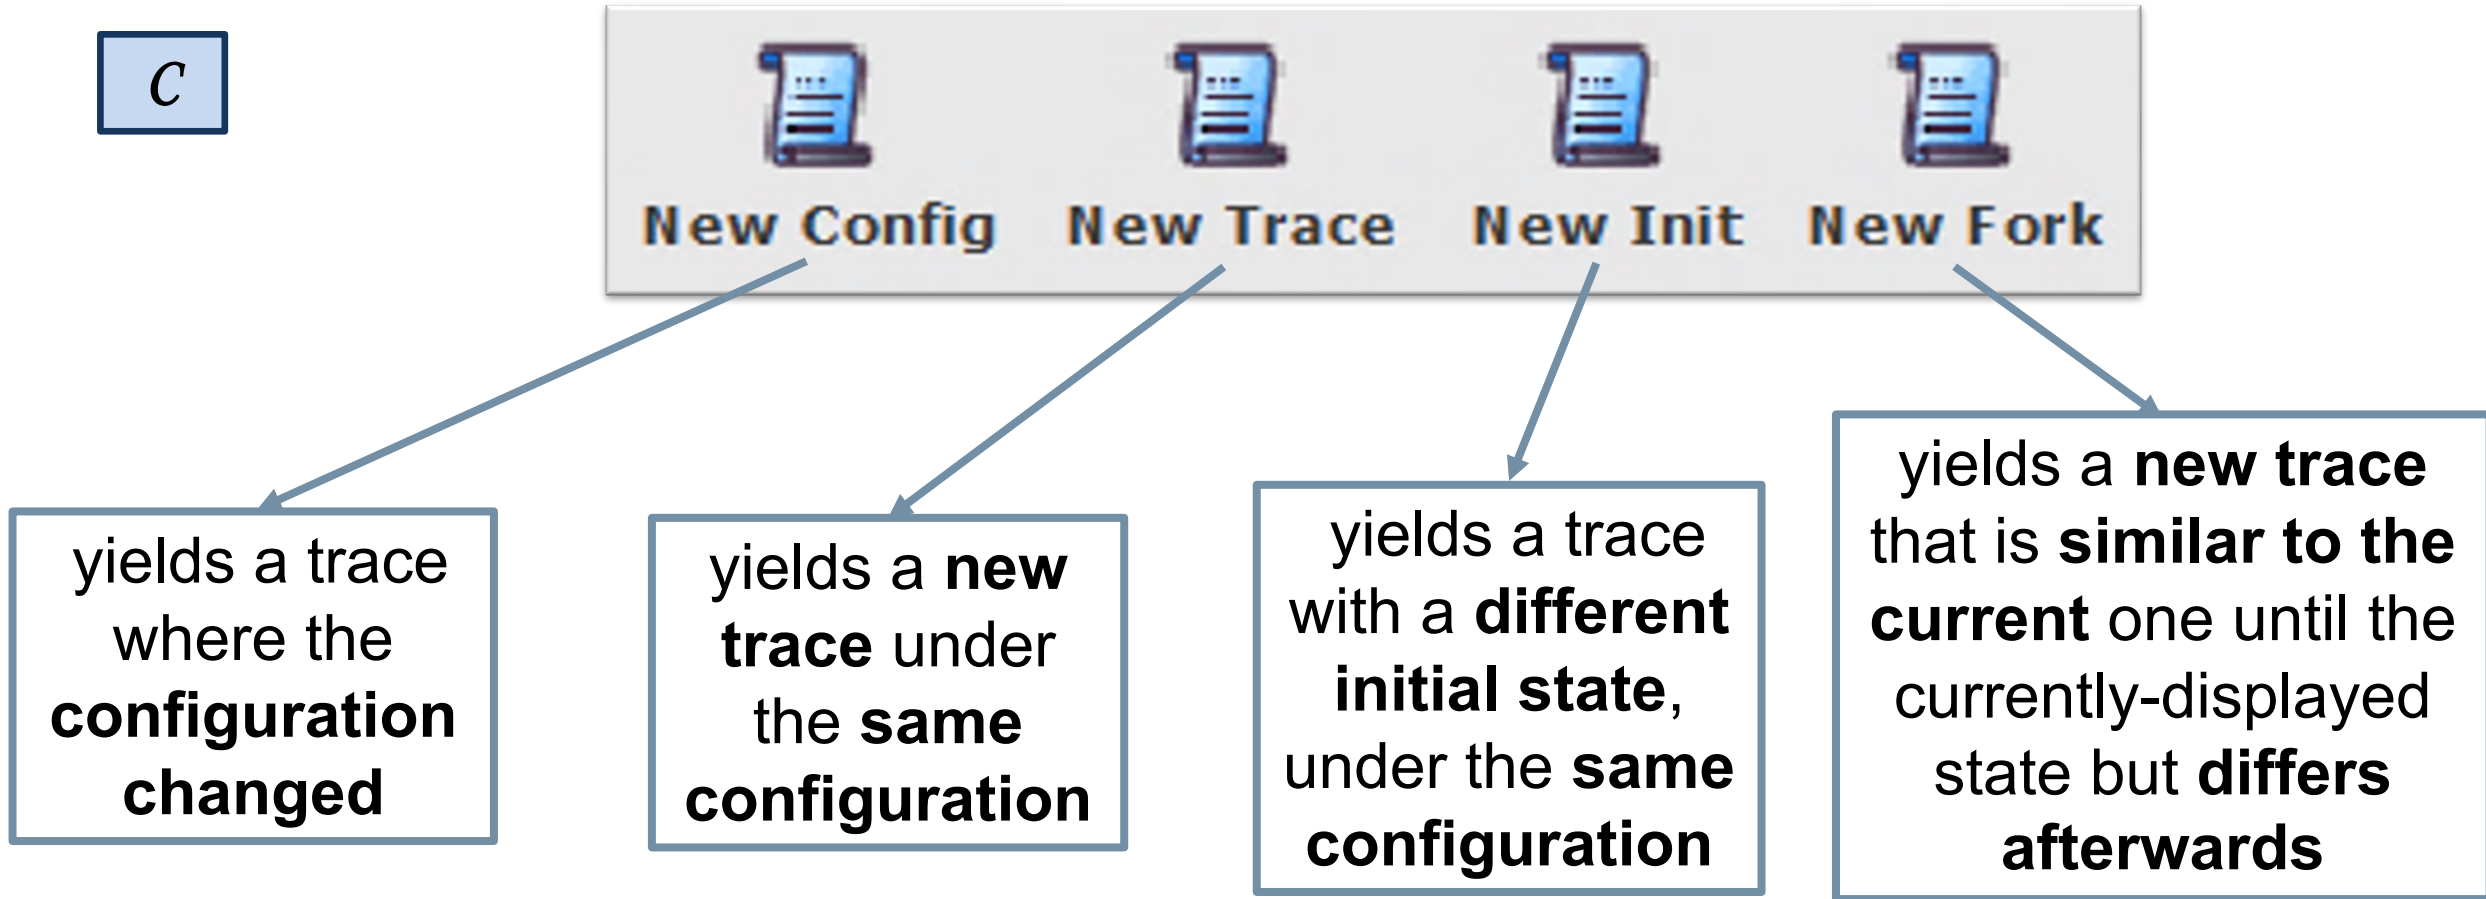 C
New Config New Trace New Init New Fork
yields a trace
where the
configuration
changed
yields a new
trace under
the same
configuration
yields a trace
with a different
initial state,
under the same
configuration
yields a new trace
that is similar to the
current one until the
currently-displayed
state but differs
afterwards